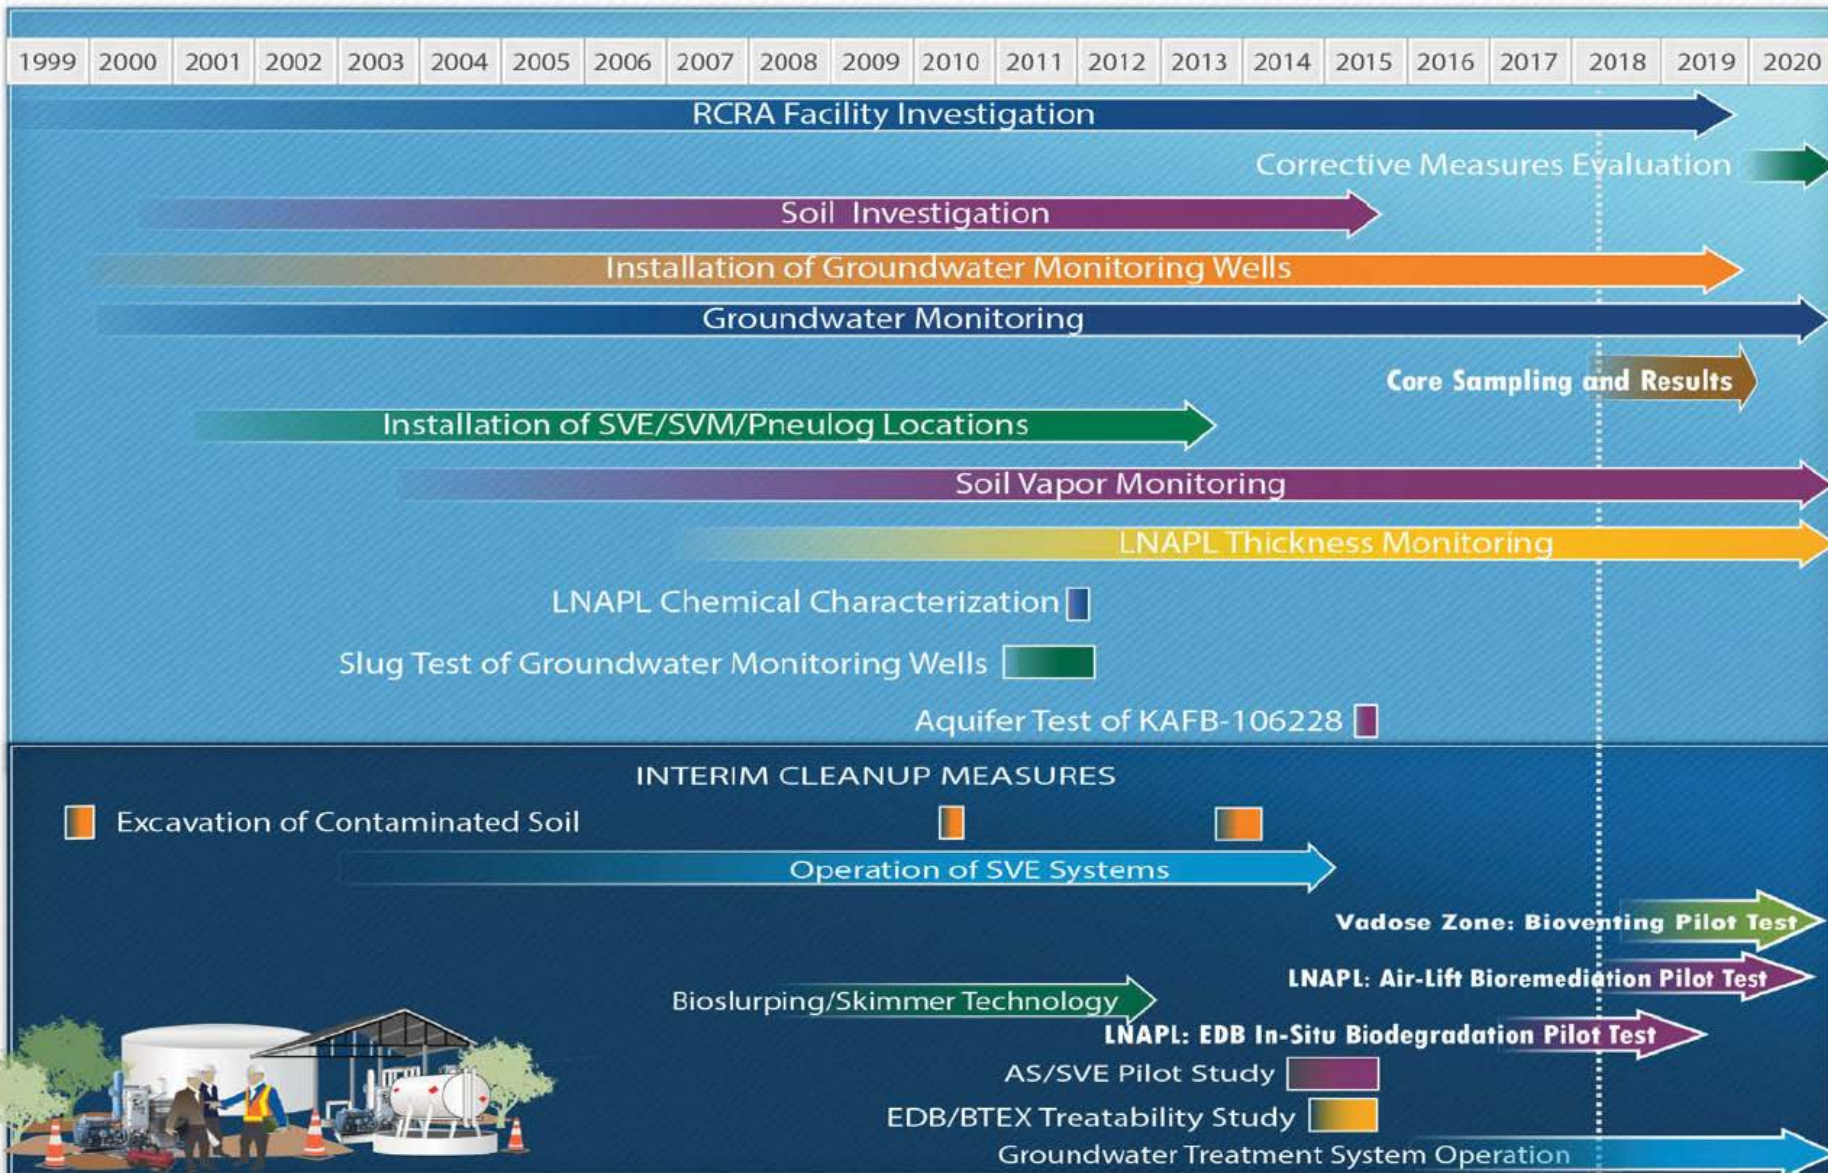 1999 2000 2001 2002 2003 2004 2005 2006 2007 2008 2009 2010 2011 2012 2013 2014 2015 2016 2017 2018 2019 2020
RCRA Facility Investigation
Corrective Measures Evaluation
Soil Investigation
Installation of Groundwater Monitoring Wells
Groundwater Monitoring
Core Sampling and Results
Installation of SVE/SVM/Pneulog Locations
Soil Vapor Monitoring
LNAPL Thickness Monitoring
LNAPL Chemical Characterization
Slug Test of Groundwater Monitoring Wells
Aquifer Test of KAFB-106228
INTERIM CLEANUP MEASURES
Excavation of Contaminated Soil
Operation of SVE Systems
Vadose Zone: Bioventing Pilot Test
LNAPL: Air-Lift Bioremediation Pilot Test
Bioslurping/Skimmer Technology
LNAPL: EDB In-Situ Biodegradation Pilot Test
AS/SVE Pilot Study
EDB/BTEX Treatability Study
Groundwater Treatment System Operation